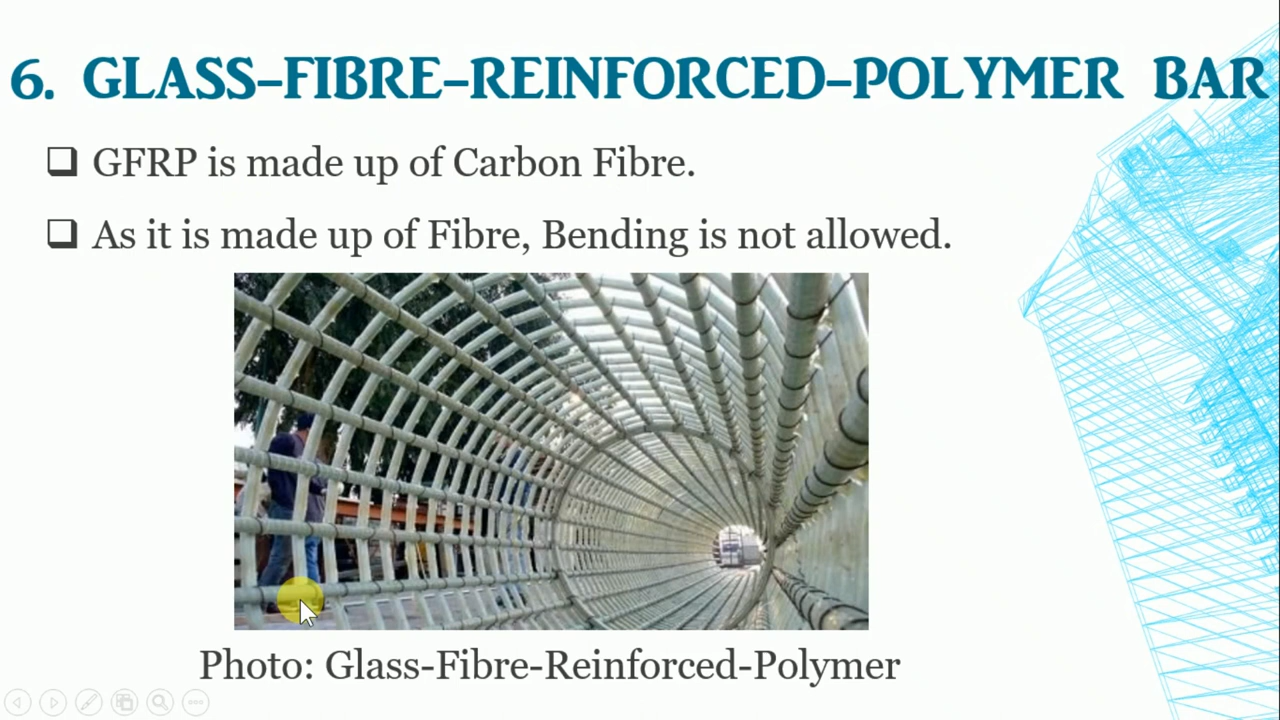 6. GLASS-FIBRE-REINFORCED-POLYMER BAR
GFRP is made up of Carbon Fibre.
As it is made up of Fibre, Bending is not allowed.
Photo: Glass-Fibre-Reinforced-Polymer